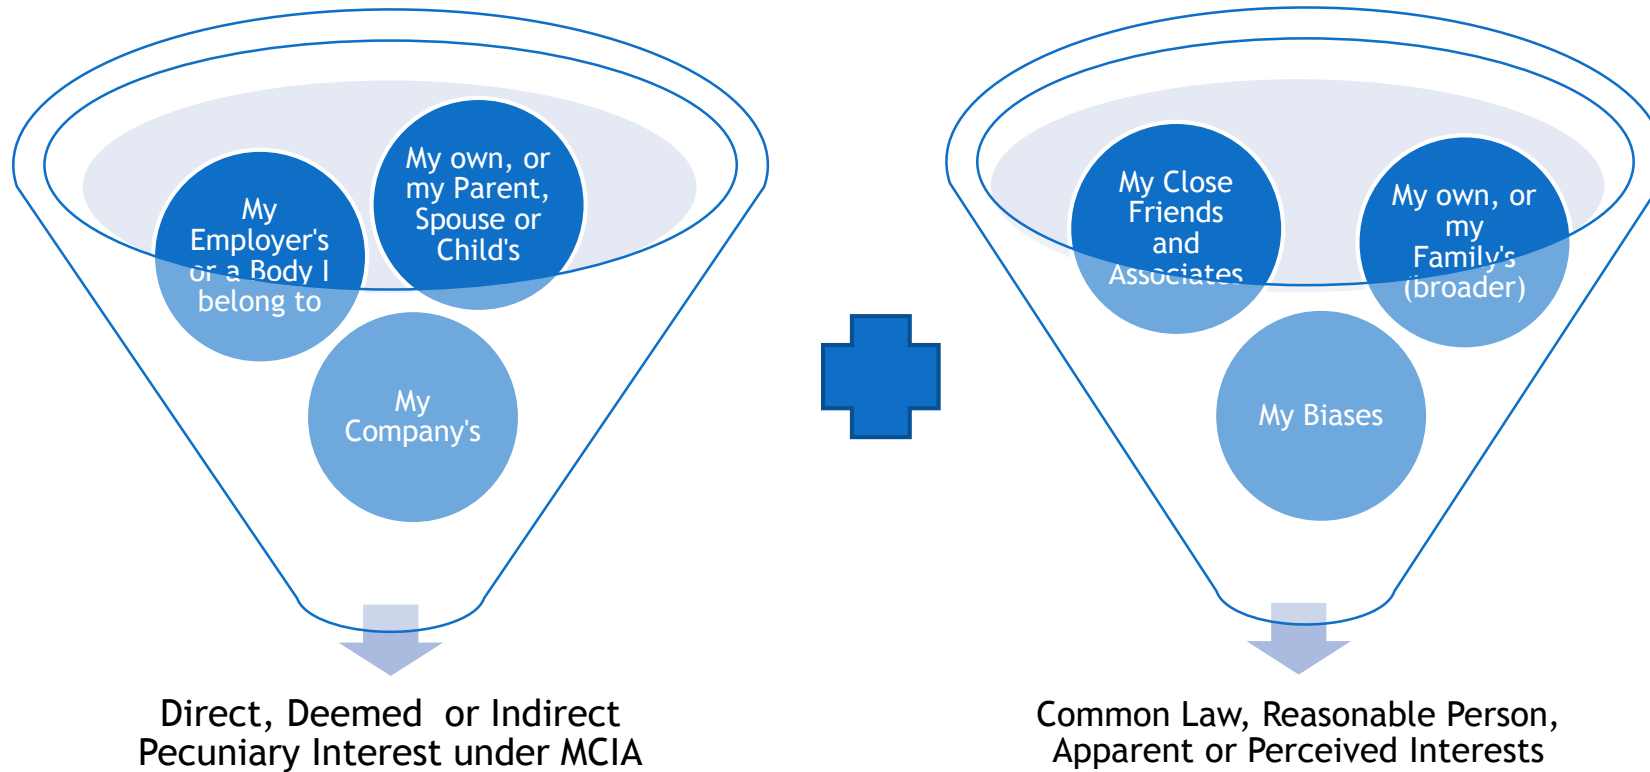 My
Employer's
or a Body I
belong to
My own, or
my Parent,
Spouse or
Child's
My
Company's
Direct, Deemed or Indirect
Pecuniary Interest under MCIA
My Close
Friends
and
Associates
My own, or
my
Family's
(broader)
My Biases
Common Law, Reasonable Person,
Apparent or Perceived Interests